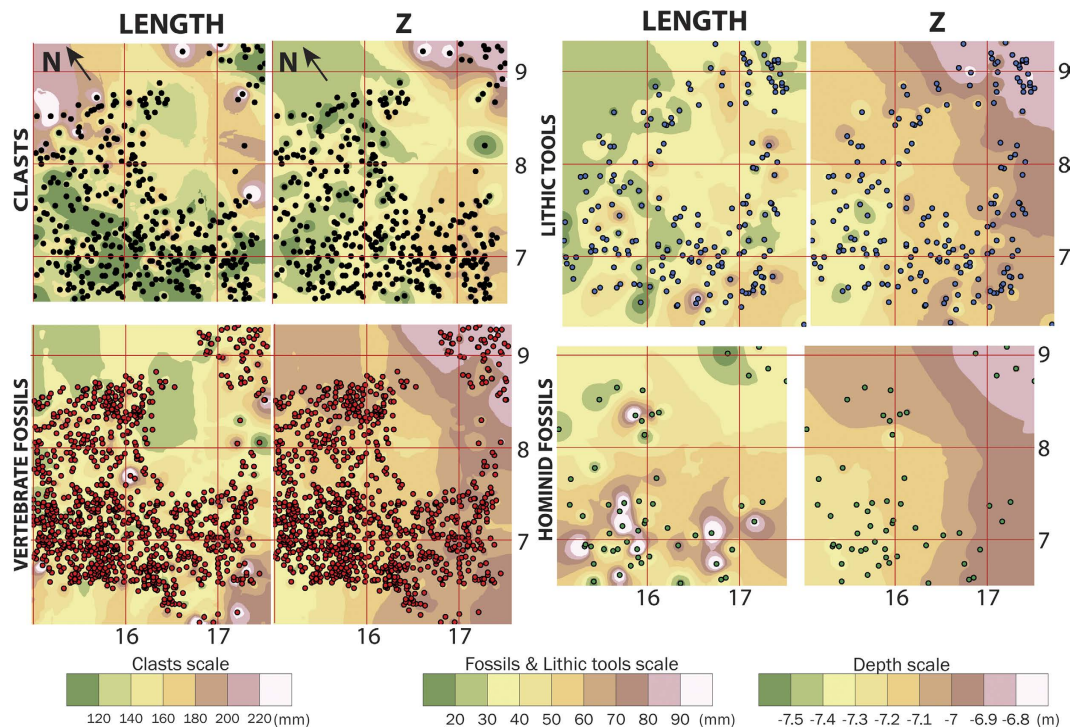 LENGTH
Z
LENGTH
Z
N
N
9
9
CLASTS
8
LITHIC TOOLS
8
7
7
VERTEBRATE FOSSILS
9
HOMINID FOSSILS
9
8
8
7
7
16
17
16
17
16
17
16
17
Clasts scale
120 140 160 180 200 220 (mm)
Fossils & Lithic tools scale
20 30 40 50 60 70 80 90 (mm)
Depth scale
-7.5 -7.4 -7.3 -7.2 -7.1 -7 -6.9 -6.8 (m)